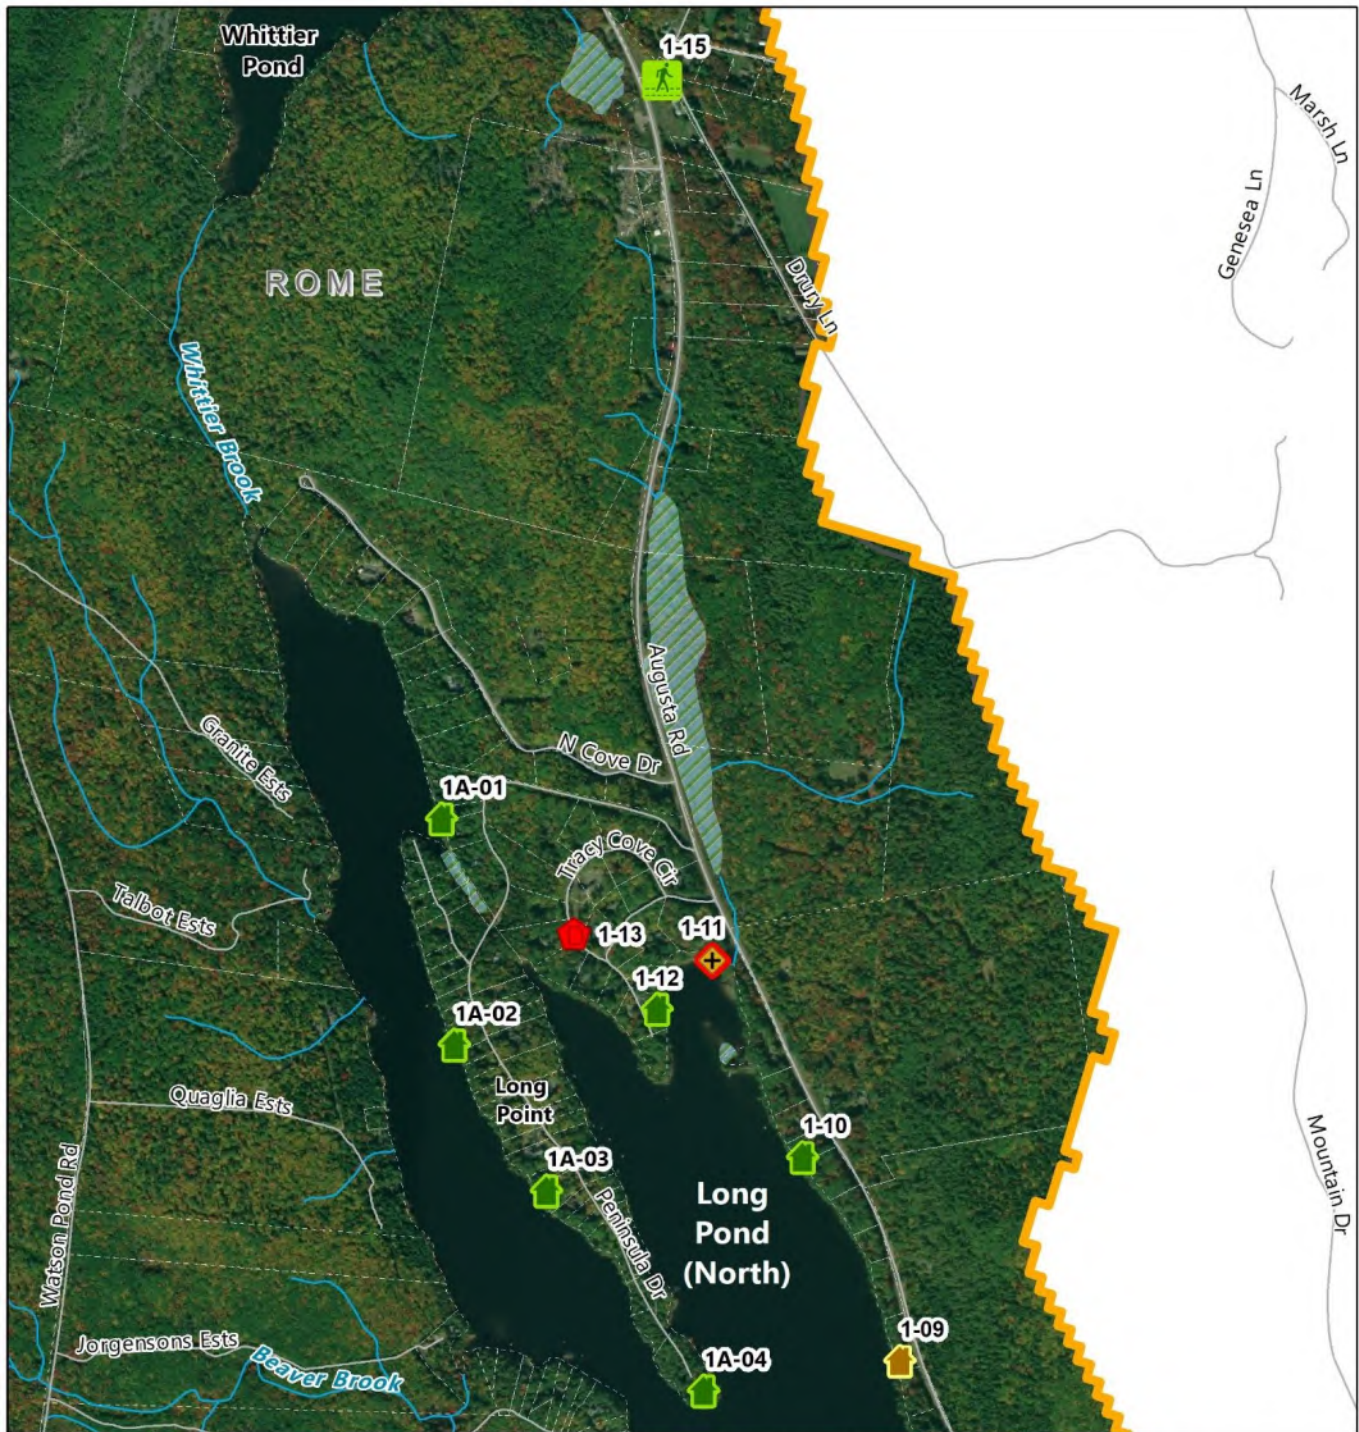 Whittier
Pond
1-15
Marsh Ln
Genesea Ln
ROME
Drury Ln
Whittier Brook
Augusta Rd
N Cove Dr
Granite Ests
1A-01
Tracy Cove Cir
Talbot Ests
1-13
1-11
1-12
1A-02
Long
Point
Quaglia Ests
1-10
Mountain Dr
1A-03
Watson Pond Rd
Peninsula Dr
Long
Pond
(North)
1-09
Jorgensons Ests
Beaver Brook
1A-04